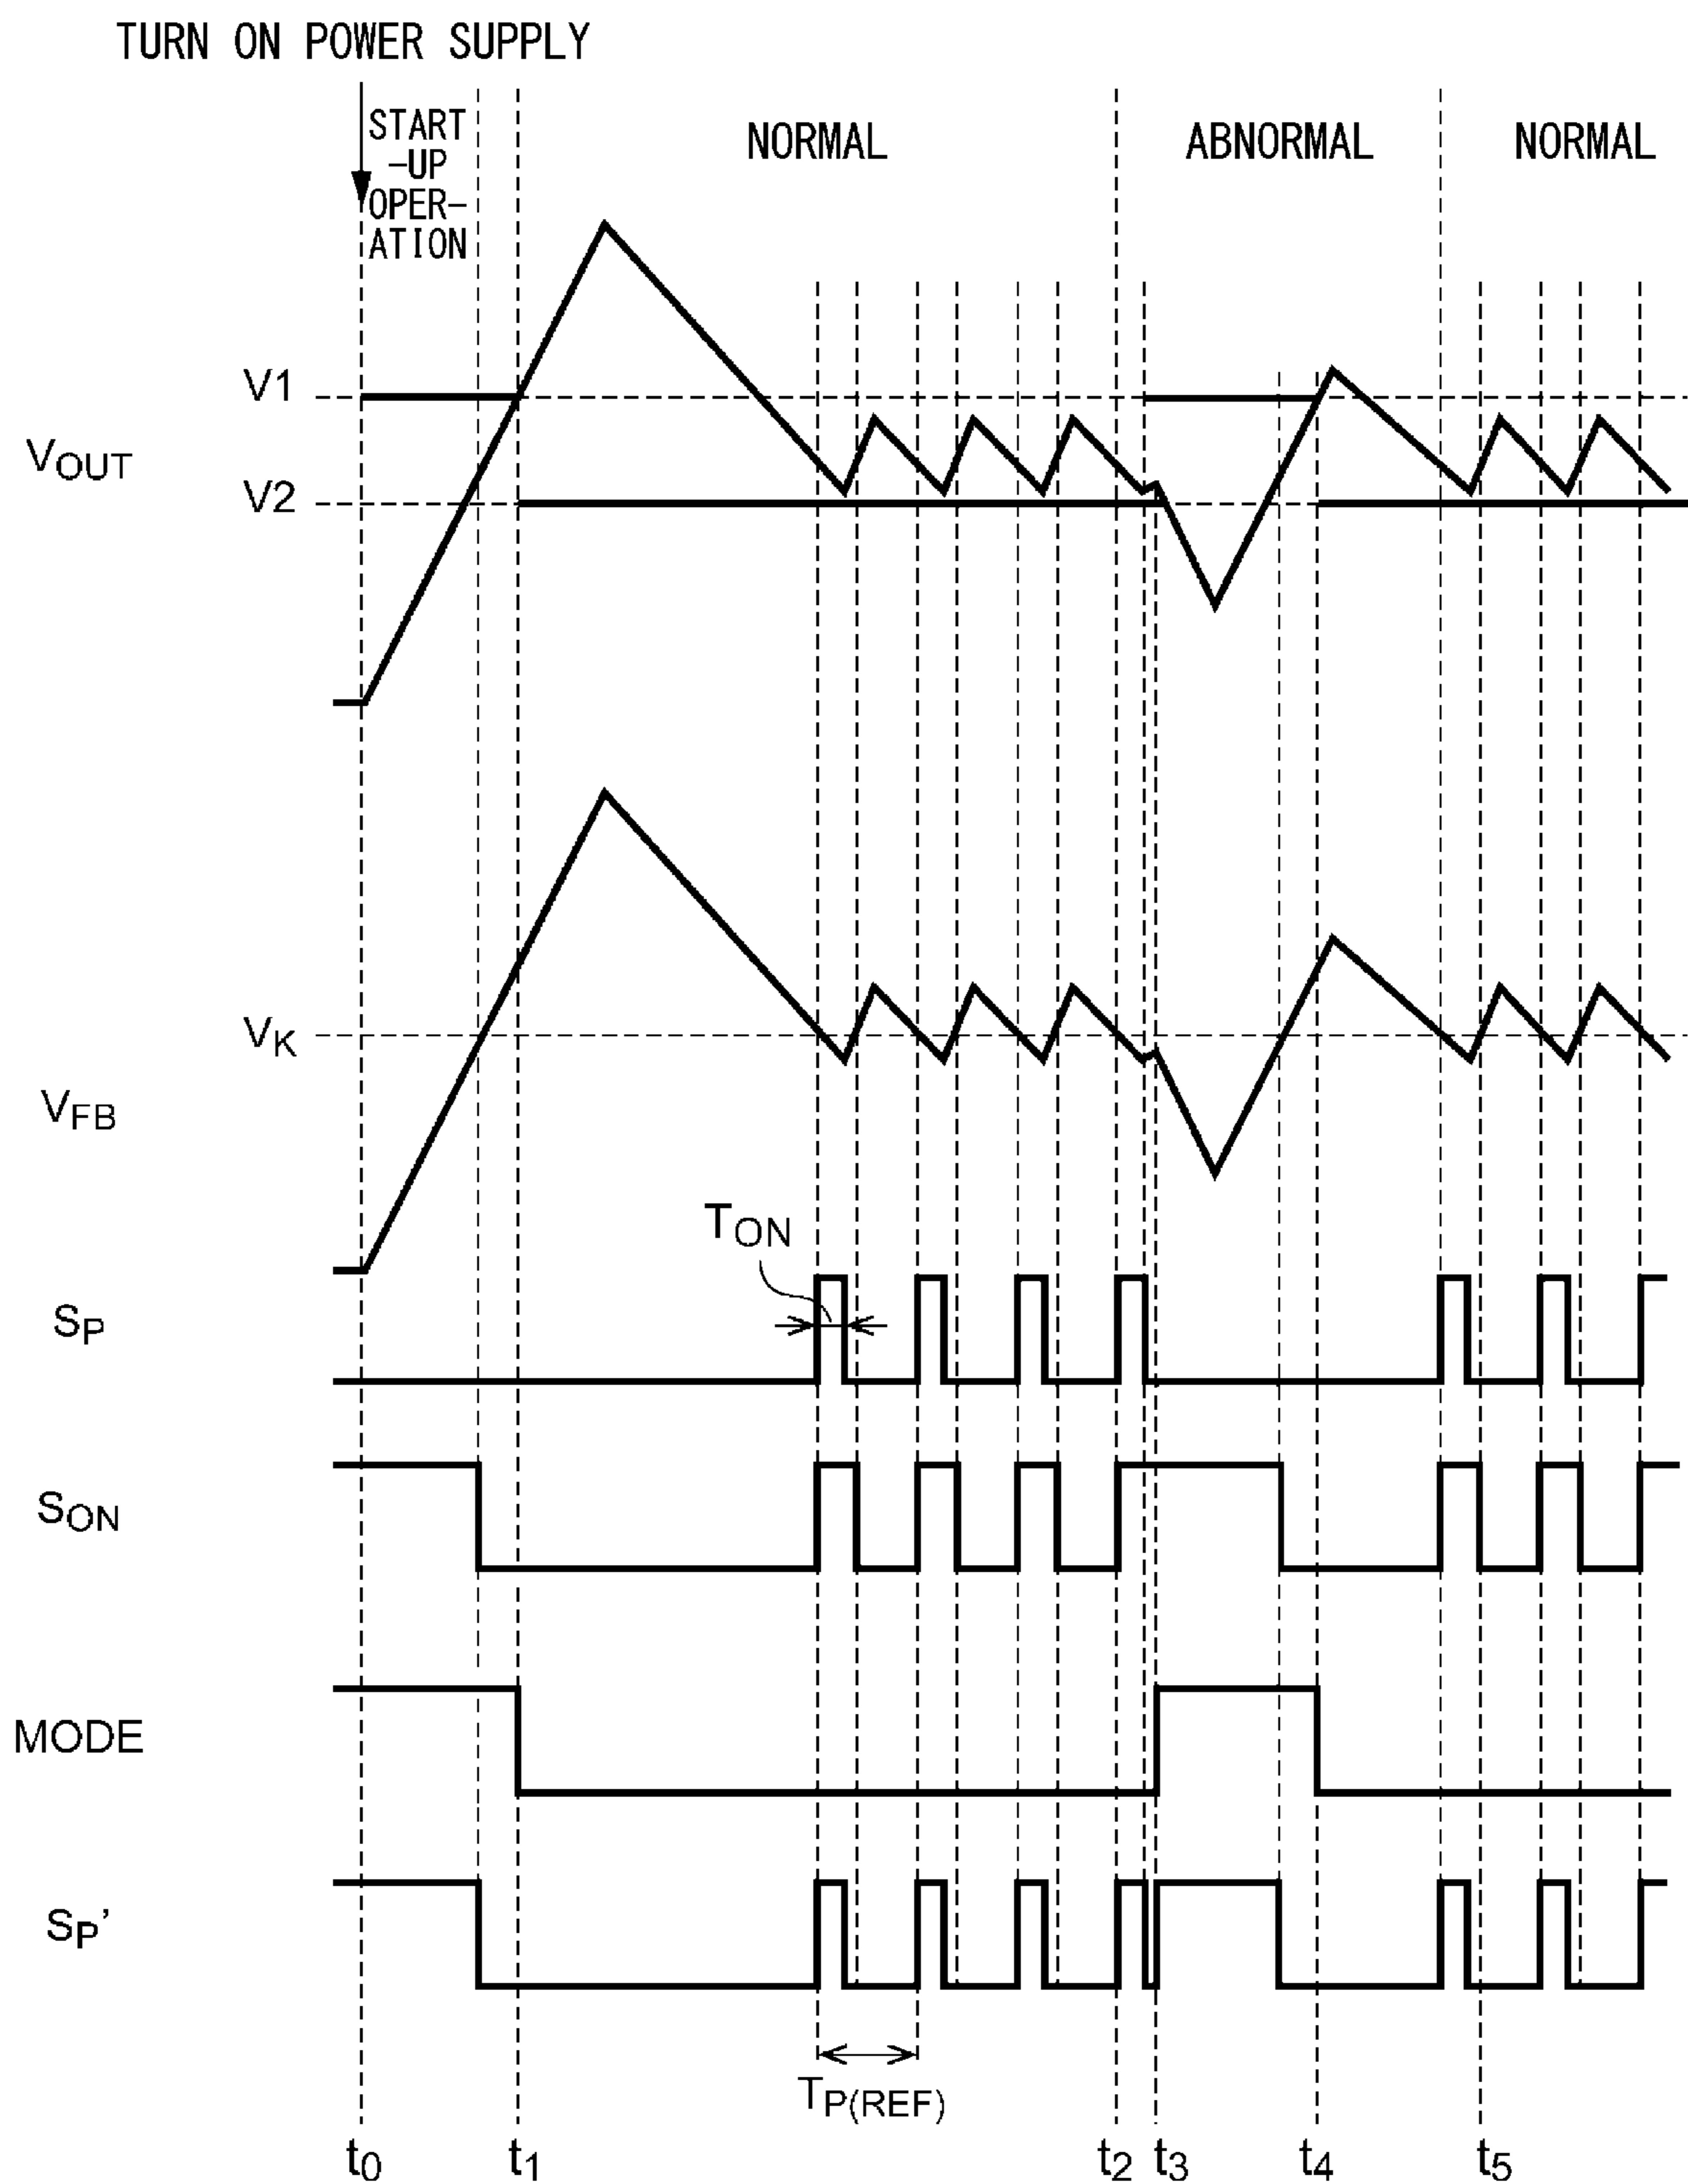 TURN ON POWER SUPPLY
START
-UP
OPER-
ATION
NORMAL
ABNORMAL
NORMAL
V1
VOUT
V2
VK
VFB
TON
SP
SON
MODE
SP'
TP(REF)
t0
t1
t2
t3
t4
t5